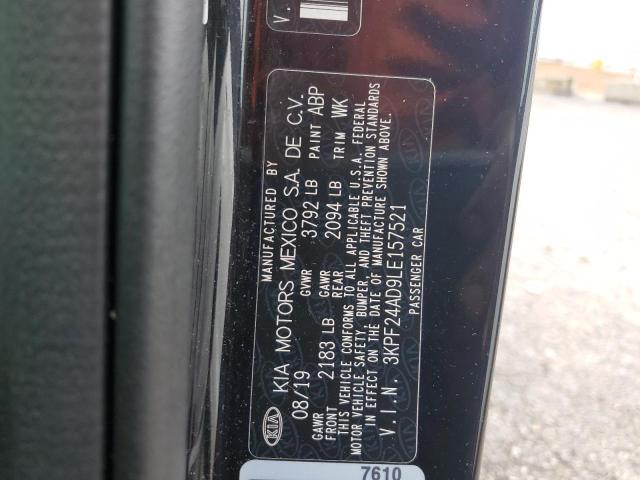 V.
MANUFACTURED BY
KIA MOTORS MEXICO S.A. DE C.V.
08/19 GVWR 3792 LB PAINT ABP
GAWR FRONT 2183 LB GAWR REAR 2094 LB TRIM WK
THIS VEHICLE CONFORMS TO ALL APPLICABLE U.S.A. FEDERAL
MOTOR VEHICLE SAFETY, BUMPER, AND THEFT PREVENTION STANDARDS
IN EFFECT ON THE DATE OF MANUFACTURE SHOWN ABOVE.
V.I.N. 3KPF24AD9LE157521
PASSENGER CAR
KIA
7610